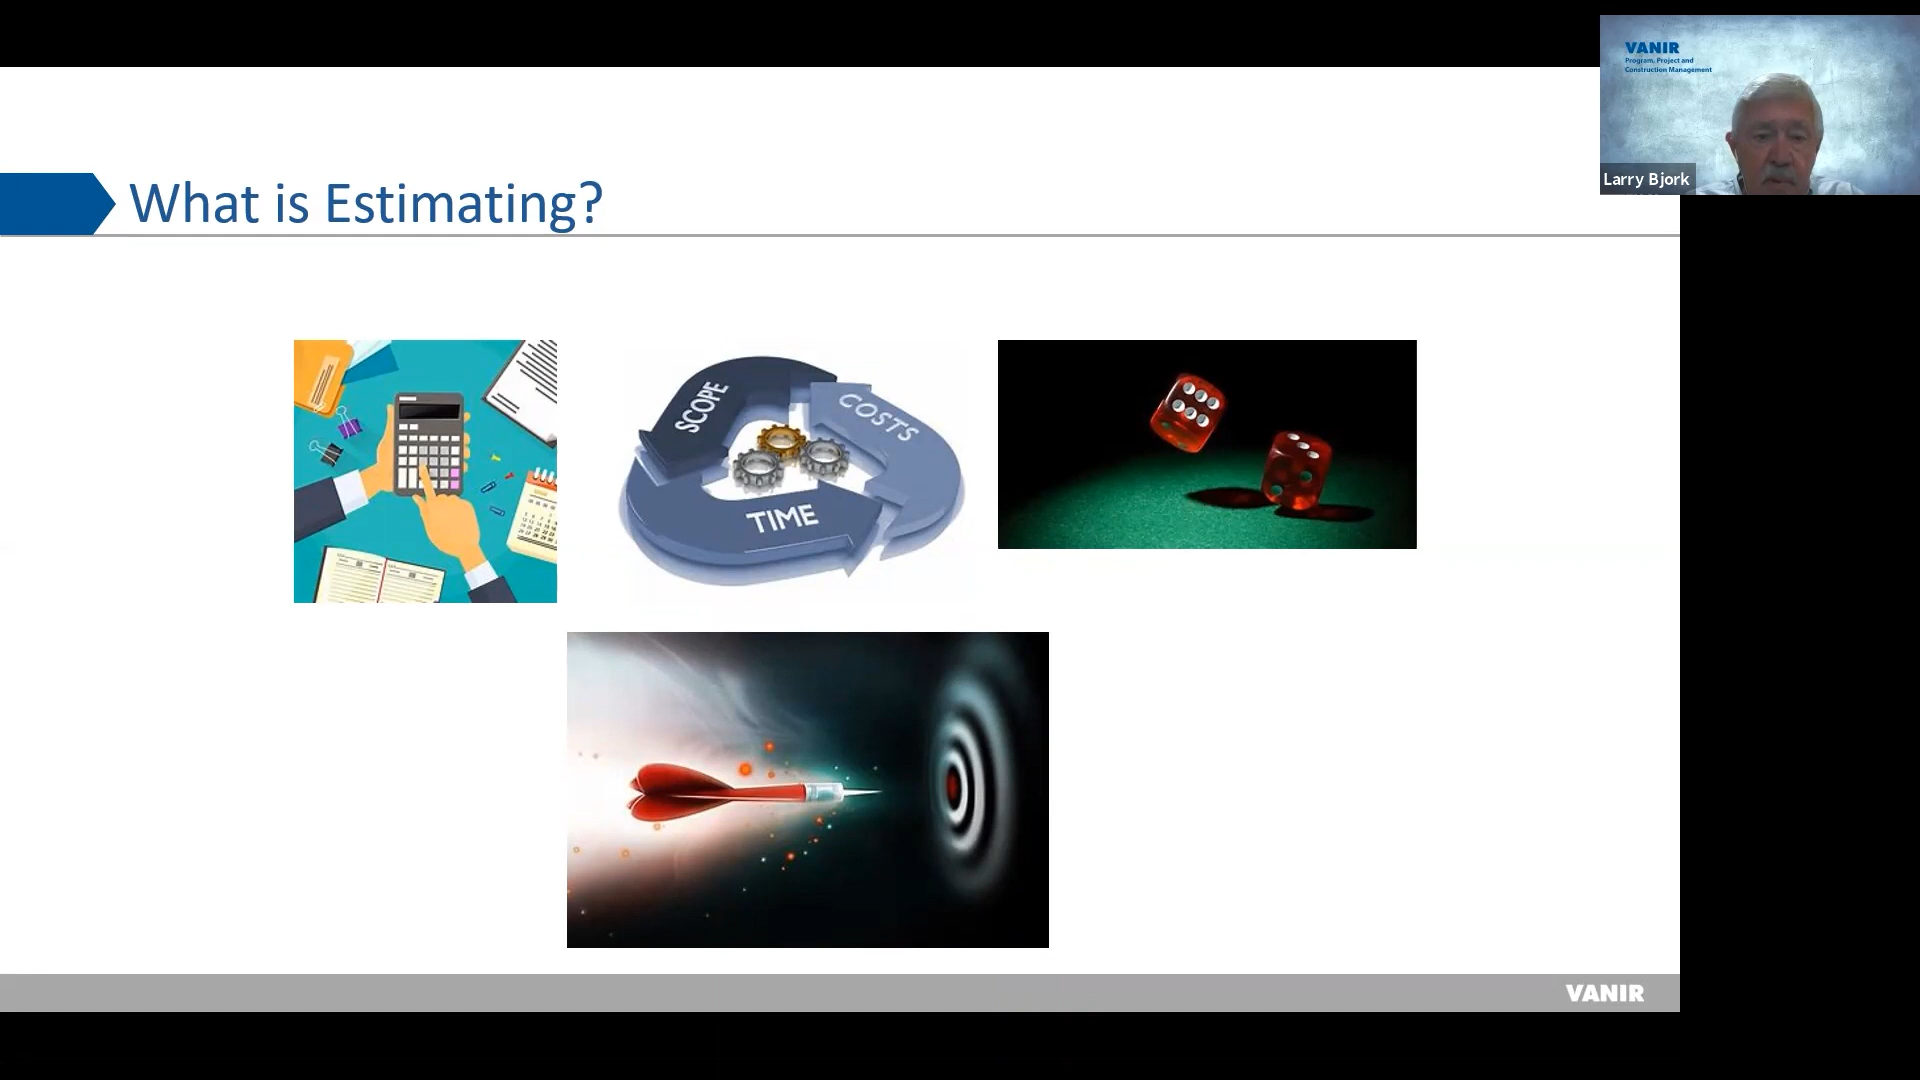 VANIR
Program, Project and
Construction Management
Larry Bjork
What is Estimating?
SCOPE
COSTS
TIME
VANIR